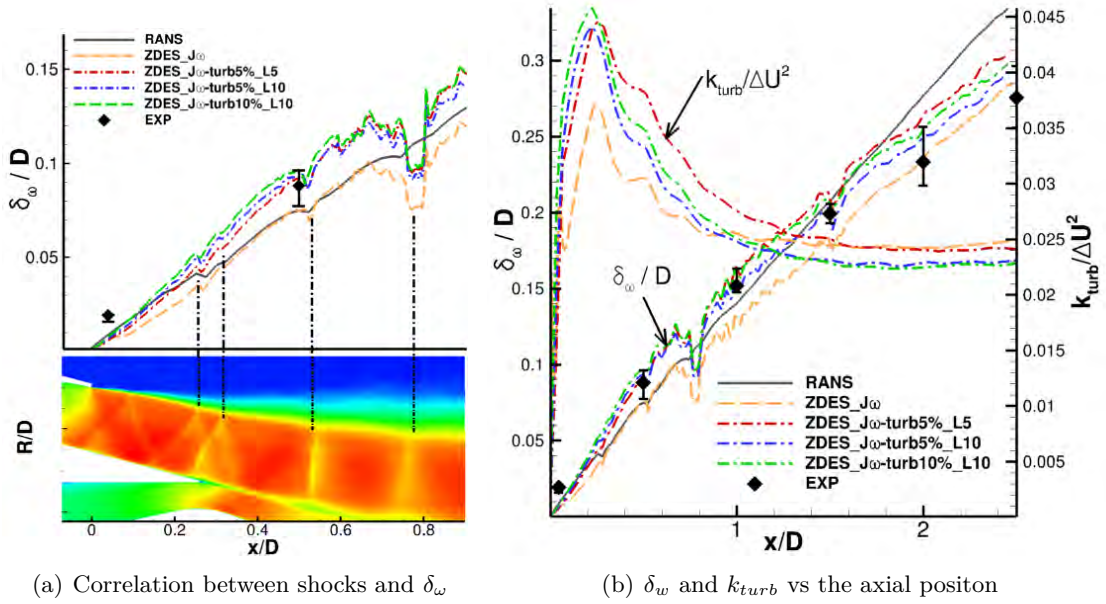 RANS
ZDES_Jω
ZDES_Jω-turb5%_L5
ZDES_Jω-turb5%_L10
ZDES_Jω-turb10%_L10
EXP
0.15
0.1
0.05
δω / D
R/D
0 0.2 0.4 0.6 0.8
x/D
(a) Correlation between shocks and δω
0.3
0.25
0.2
0.15
0.1
0.05
δω / D
kturb/ΔU²
δω / D
RANS
ZDES_Jω
ZDES_Jω-turb5%_L5
ZDES_Jω-turb5%_L10
ZDES_Jω-turb10%_L10
EXP
1 2
x/D
0.045
0.04
0.035
0.03
0.025
0.02
0.015
0.01
0.005
kturb/ΔU²
(b) δw and kturb vs the axial positon